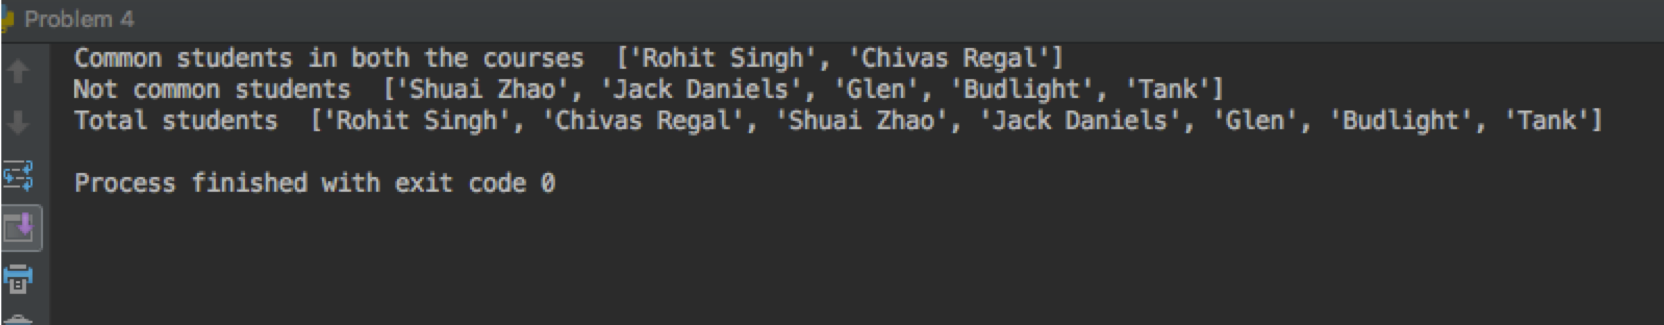 Problem 4
Common students in both the courses  ['Rohit Singh', 'Chivas Regal']
Not common students  ['Shuai Zhao', 'Jack Daniels', 'Glen', 'Budlight', 'Tank']
Total students  ['Rohit Singh', 'Chivas Regal', 'Shuai Zhao', 'Jack Daniels', 'Glen', 'Budlight', 'Tank']
Process finished with exit code 0